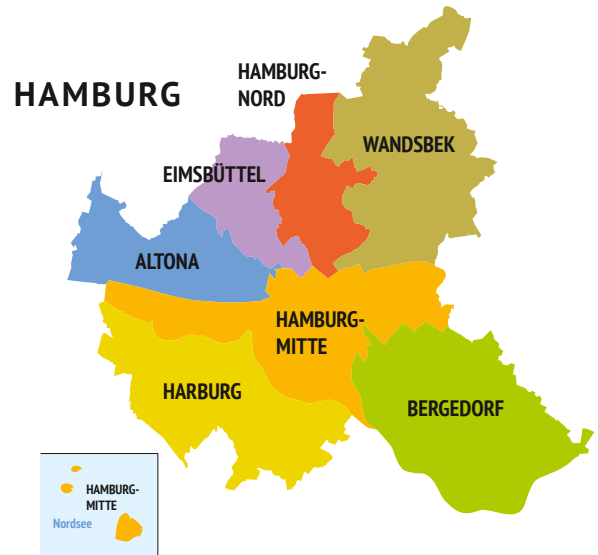 HAMBURG
HAMBURG-
NORD
WANDSBEK
EIMSBÜTTEL
ALTONA
HAMBURG-
MITTE
HARBURG
BERGEDORF
HAMBURG-
MITTE
Nordsee